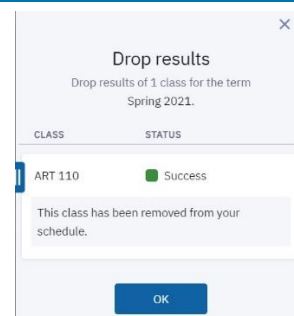 Drop results
Drop results of 1 class for the term
Spring 2021.
CLASS STATUS
ART 110 Success
This class has been removed from your
schedule.
OK